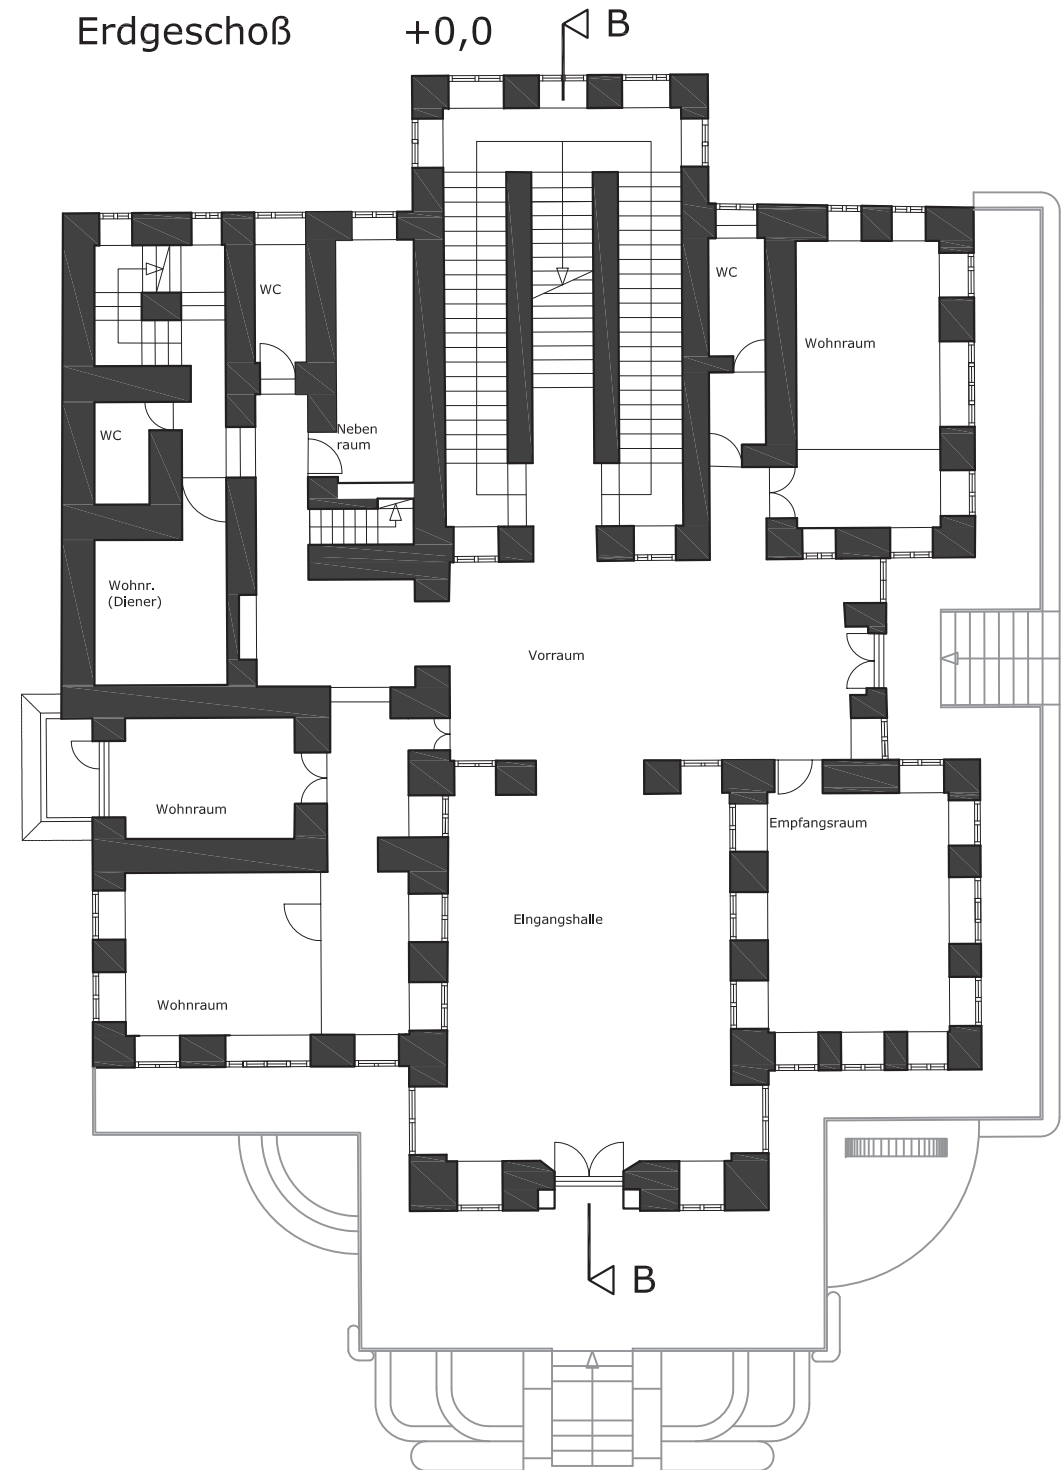 Erdgeschoß +0,0
B
WC
WC
Wohnraum
Neben
raum
WC
Wohnr.
(Diener)
Vorraum
Wohnraum
Empfangsraum
EIngangshalle
Wohnraum
B